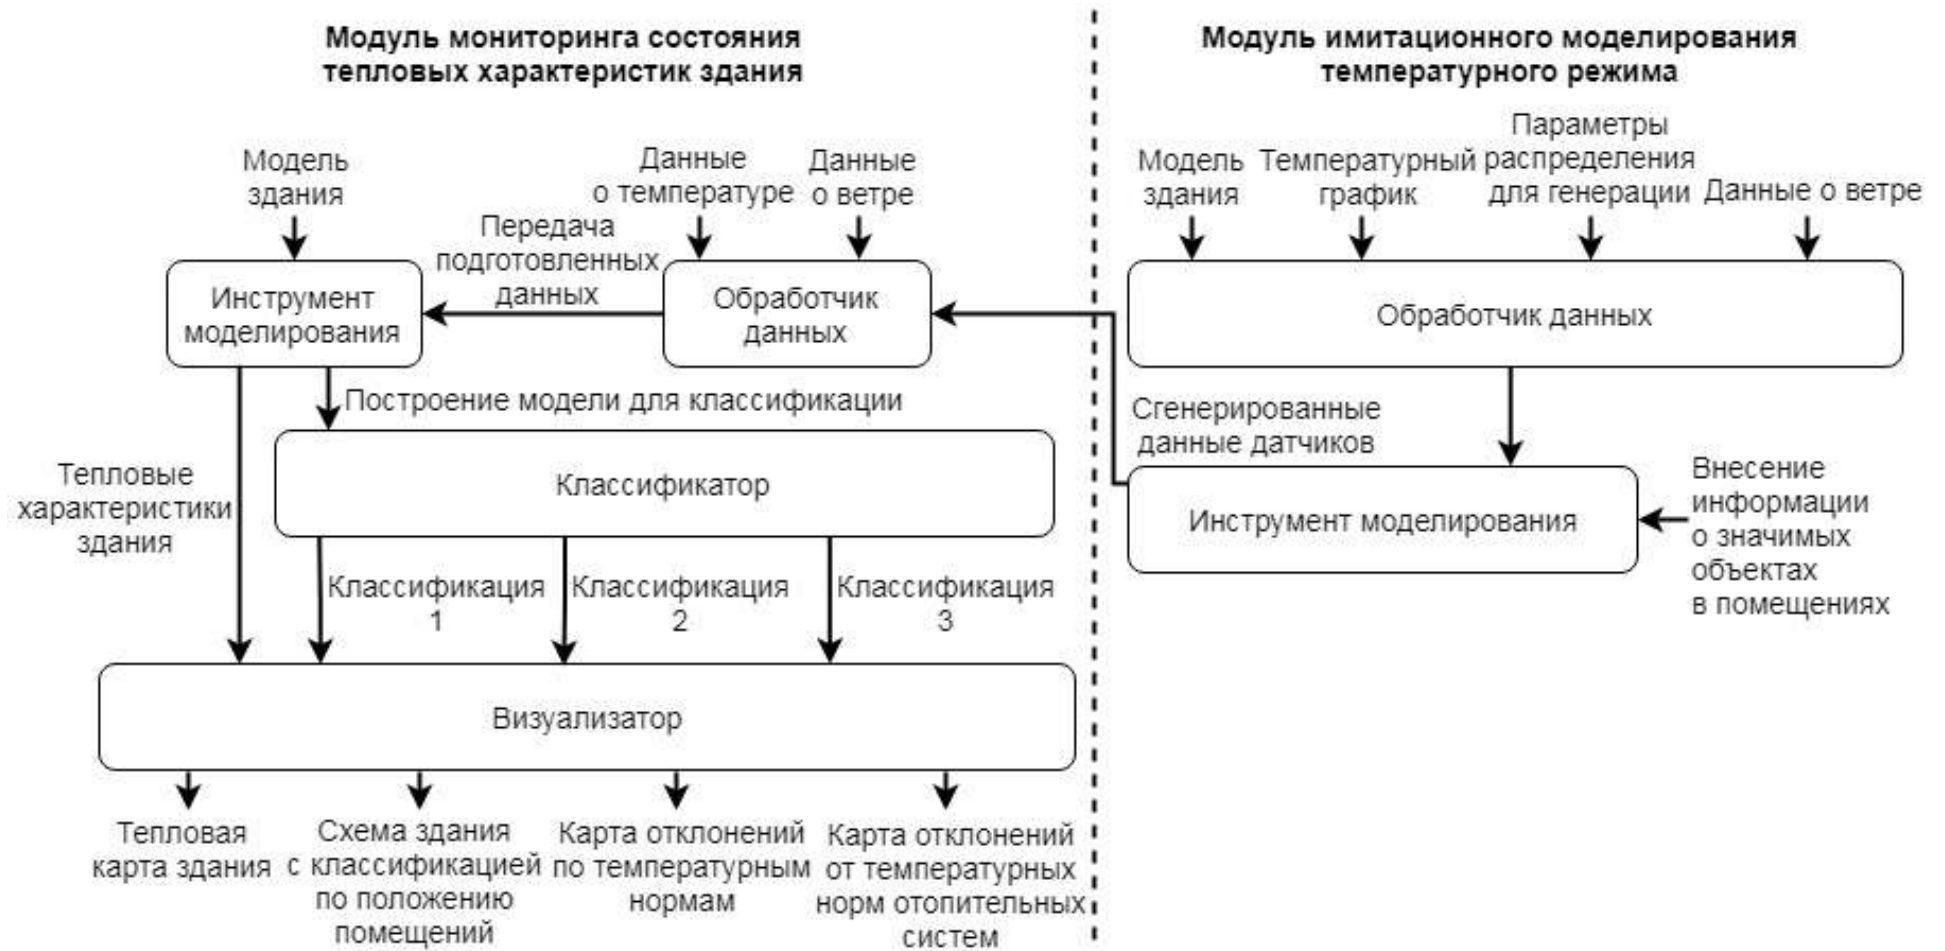 Модуль мониторинга состояния
тепловых характеристик здания
Модель
здания
Данные
о температуре
Данные
о ветре
Передача
подготовленных
данных
Инструмент
моделирования
Обработчик
данных
Построение модели для классификации
Тепловые
характеристики
здания
Классификатор
Классификация
1
Классификация
2
Классификация
3
Визуализатор
Тепловая
карта здания
Схема здания
с классификацией
по положению
помещений
Карта отклонений
по температурным
нормам
Карта отклонений
от температурных
норм отопительных
систем
Модуль имитационного моделирования
температурного режима
Модель
здания
Температурный
график
Параметры
распределения
для генерации
Данные о ветре
Обработчик данных
Сгенерированные
данные датчиков
Инструмент моделирования
Внесение
информации
о значимых
объектах
в помещениях